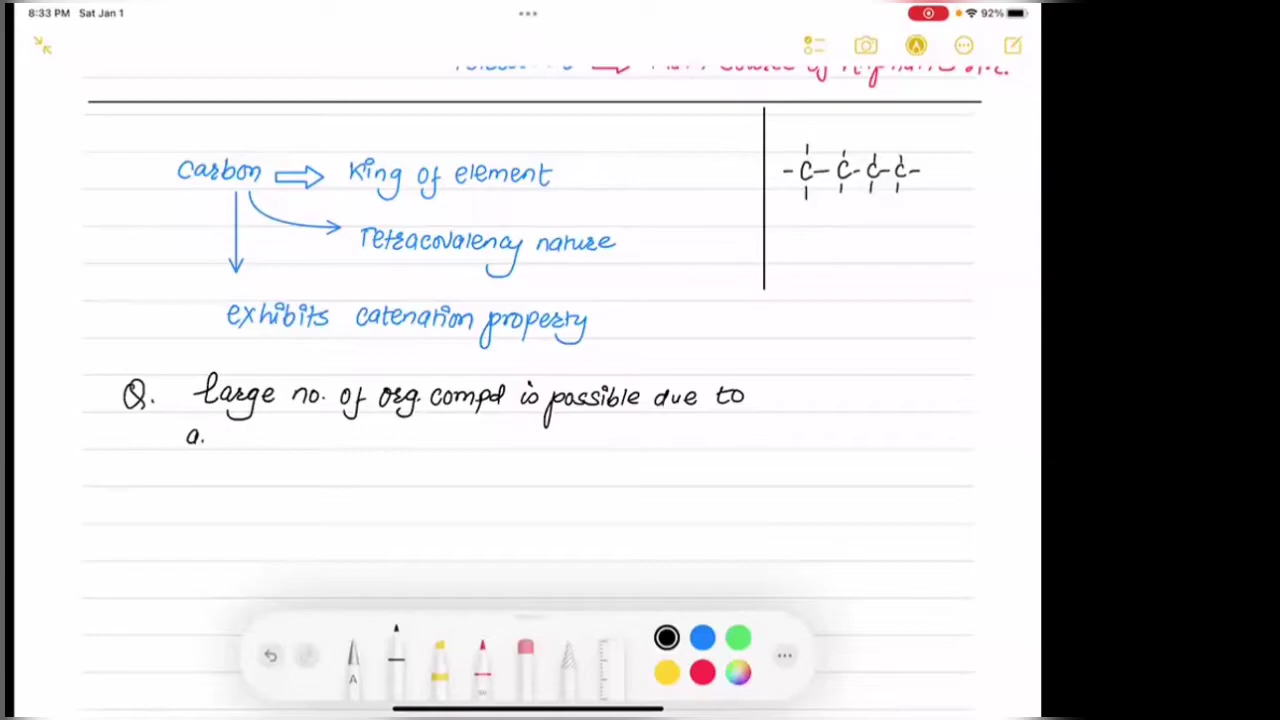 8:33 PM Sat Jan 1
92%
Carbon ⇒ King of element
Tetracovalency nature
exhibits catenation property
-C-C-C-C-
Q. Large no. of org. compd is possible due to
a.
A